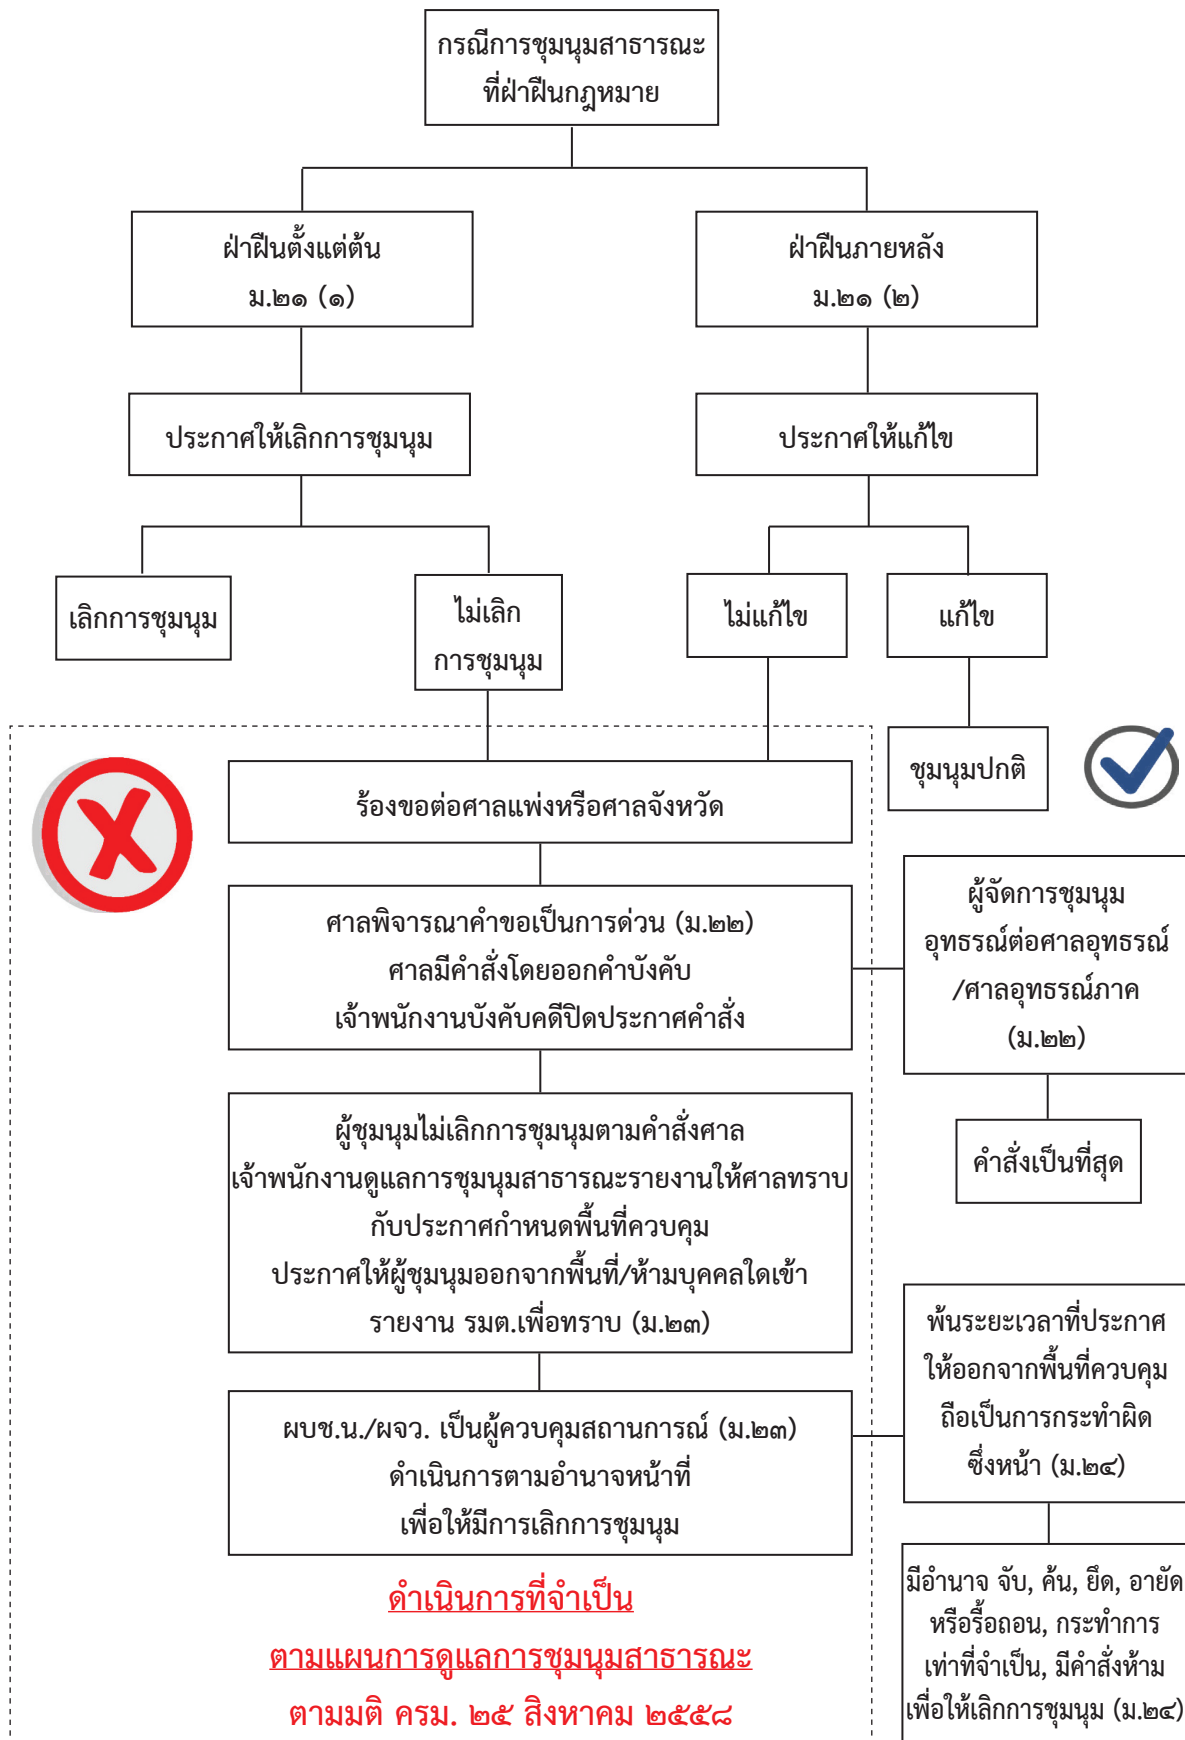 กรณีการชุมนุมสาธารณะ
ที่ฝ่าฝืนกฎหมาย
ฝ่าฝืนตั้งแต่ต้น
ม.๒๑ (๑)
ฝ่าฝืนภายหลัง
ม.๒๑ (๒)
ประกาศให้เลิกการชุมนุม
ประกาศให้แก้ไข
เลิกการชุมนุม
ไม่เลิก
การชุมนุม
ไม่แก้ไข
แก้ไข
ชุมนุมปกติ
ร้องขอต่อศาลแพ่งหรือศาลจังหวัด
ศาลพิจารณาคำขอเป็นการด่วน (ม.๒๒)
ศาลมีคำสั่งโดยออกคำบังคับ
เจ้าพนักงานบังคับคดีปิดประกาศคำสั่ง
ผู้จัดการชุมนุม
อุทธรณ์ต่อศาลอุทธรณ์
/ศาลอุทธรณ์ภาค
(ม.๒๒)
คำสั่งเป็นที่สุด
ผู้ชุมนุมไม่เลิกการชุมนุมตามคำสั่งศาล
เจ้าพนักงานดูแลการชุมนุมสาธารณะรายงานให้ศาลทราบ
กับประกาศกำหนดพื้นที่ควบคุม
ประกาศให้ผู้ชุมนุมออกจากพื้นที่/ห้ามบุคคลใดเข้า
รายงาน รมต.เพื่อทราบ (ม.๒๓)
ผบช.น./ผจว. เป็นผู้ควบคุมสถานการณ์ (ม.๒๓)
ดำเนินการตามอำนาจหน้าที่
เพื่อให้มีการเลิกการชุมนุม
พ้นระยะเวลาที่ประกาศ
ให้ออกจากพื้นที่ควบคุม
ถือเป็นการกระทำผิด
ซึ่งหน้า (ม.๒๔)
มีอำนาจ จับ, ค้น, ยึด, อายัด
หรือรื้อถอน, กระทำการ
เท่าที่จำเป็น, มีคำสั่งห้าม
เพื่อให้เลิกการชุมนุม (ม.๒๔)
ดำเนินการที่จำเป็น
ตามแผนการดูแลการชุมนุมสาธารณะ
ตามมติ ครม. ๒๕ สิงหาคม ๒๕๕๘